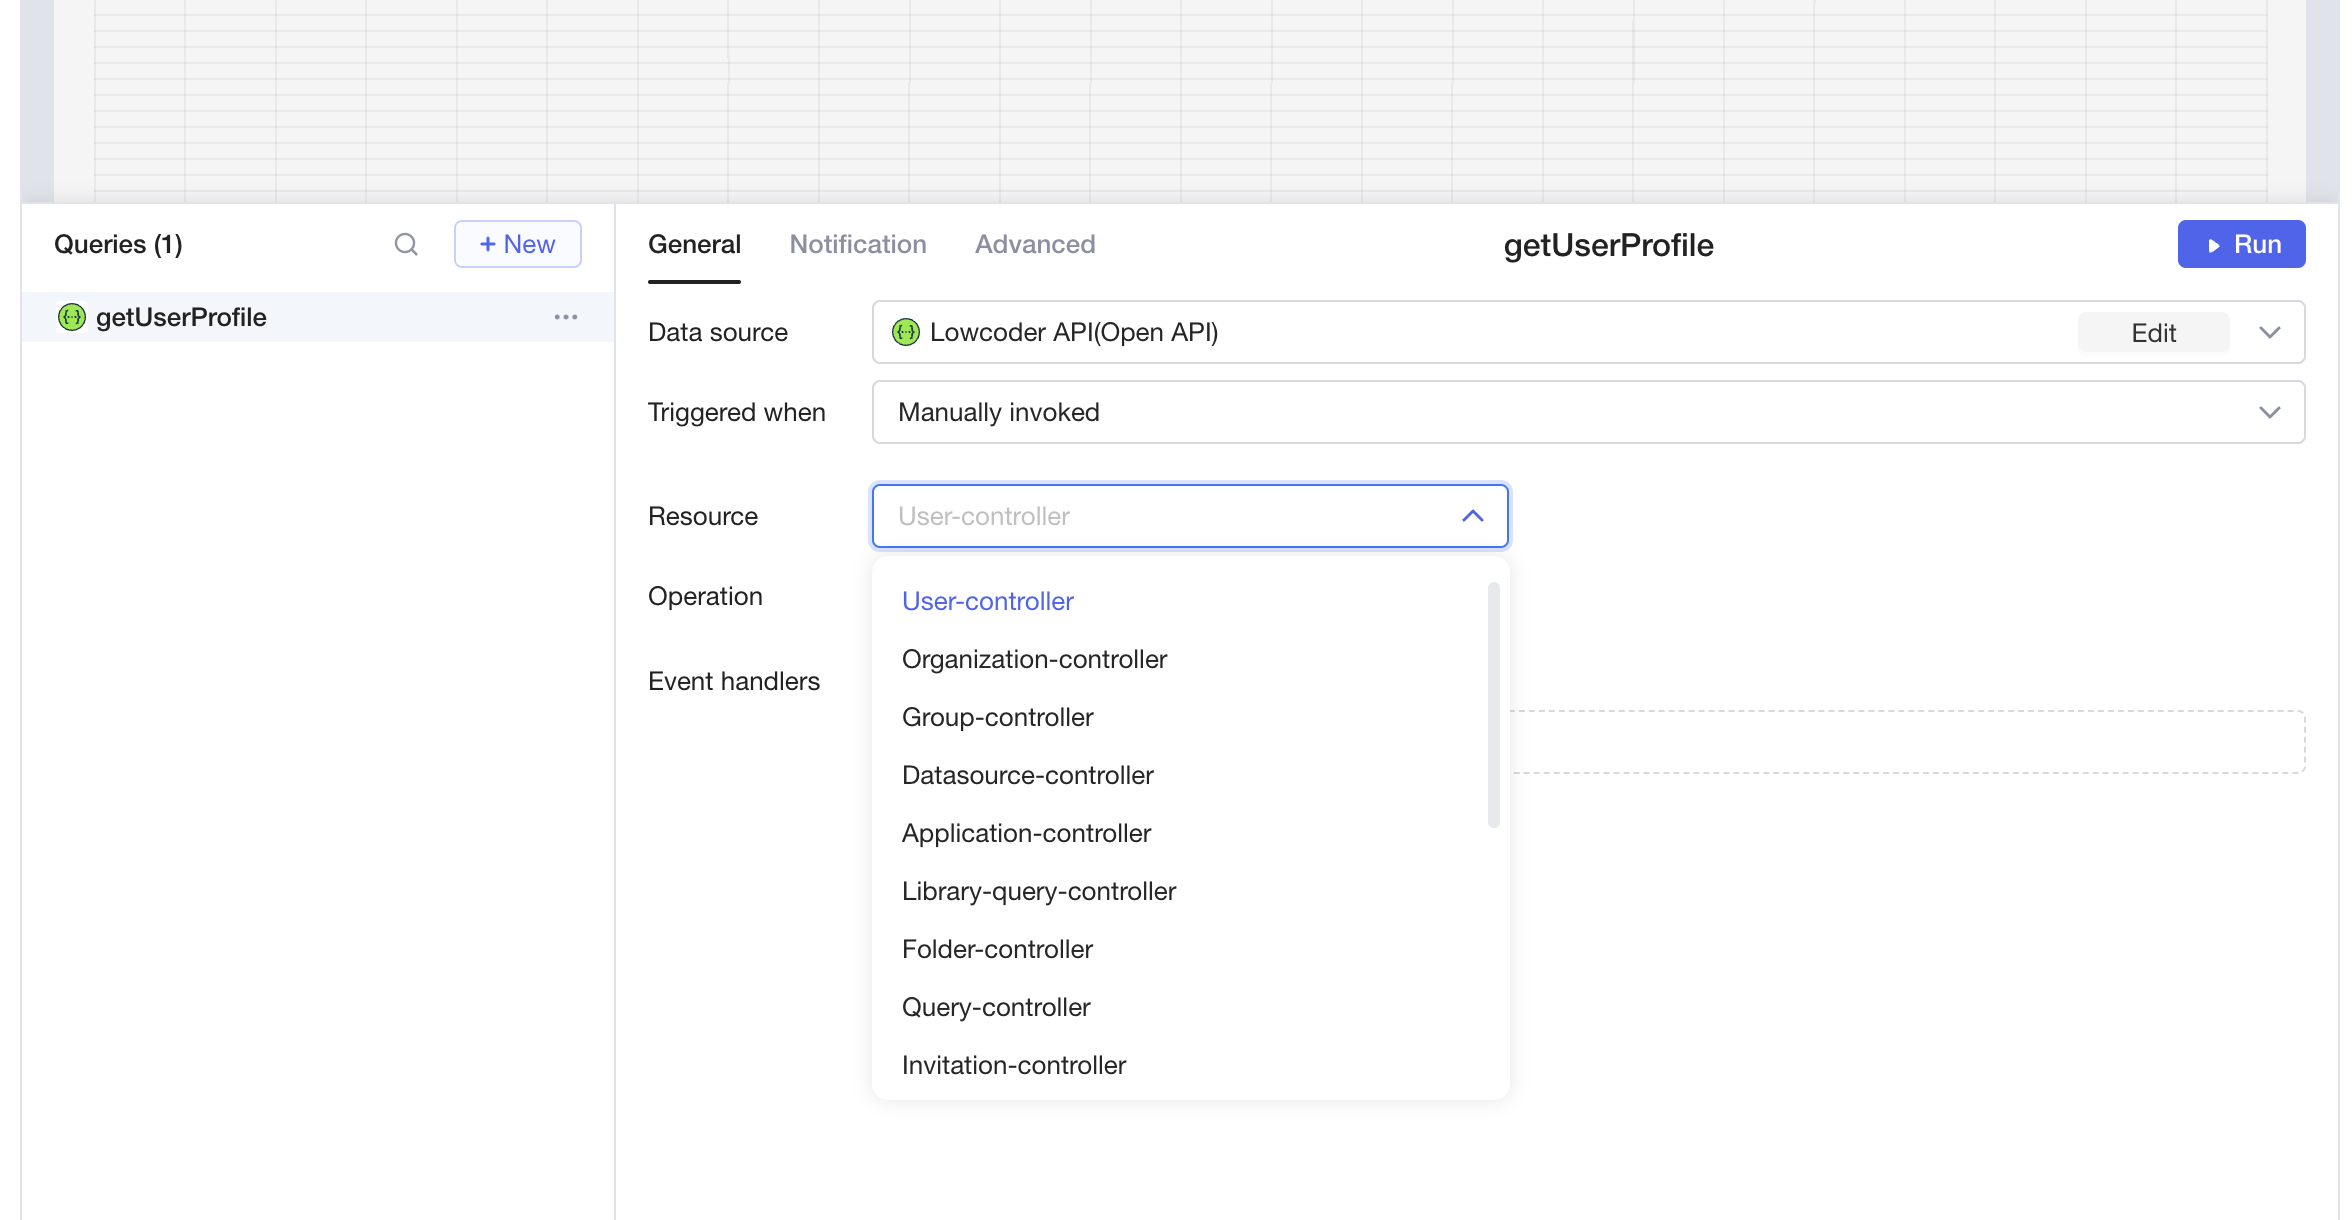 Queries (1)
+ New
getUserProfile
General
Notification
Advanced
getUserProfile
Run
Data source
Lowcoder API(Open API)
Edit
Triggered when
Manually invoked
Resource
User-controller
Operation
Event handlers
User-controller
Organization-controller
Group-controller
Datasource-controller
Application-controller
Library-query-controller
Folder-controller
Query-controller
Invitation-controller